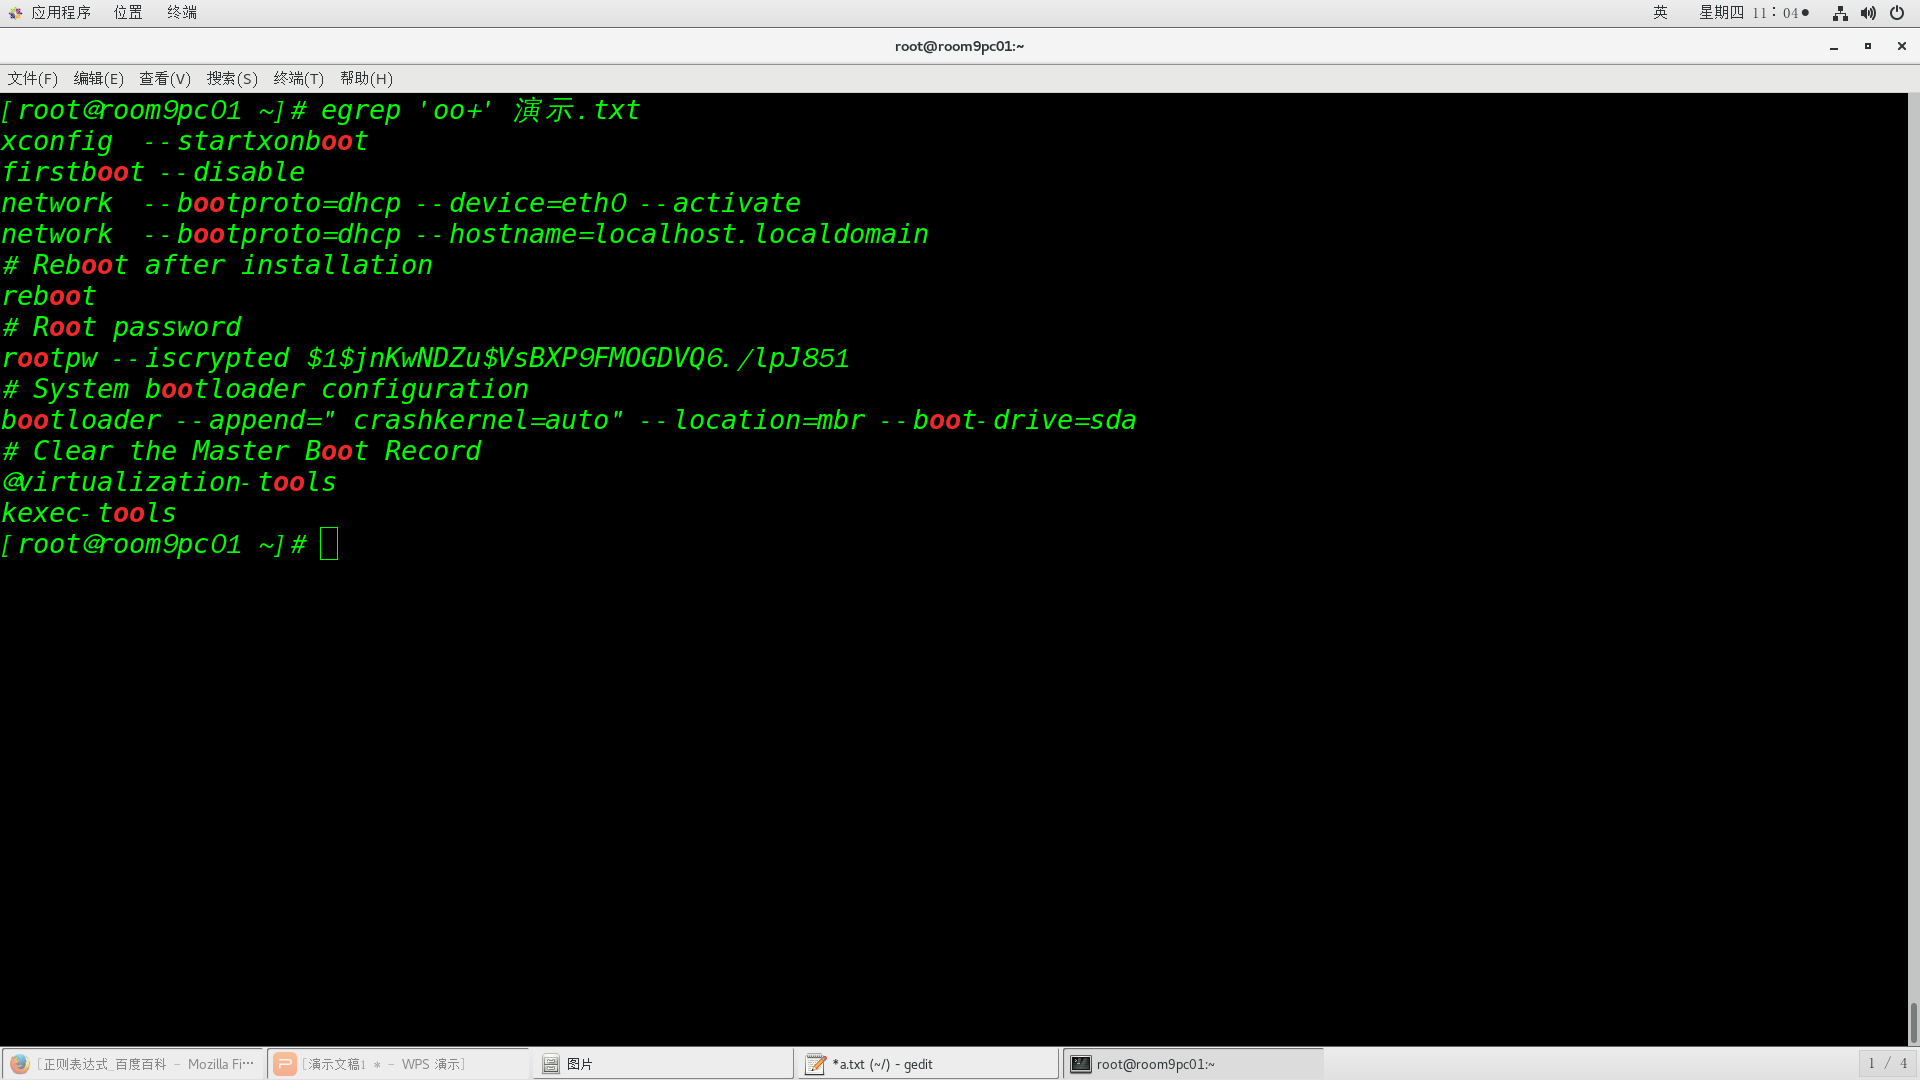 应用程序 位置 终端 英 星期四 11:04
root@room9pc01:~
文件(F) 编辑(E) 查看(V) 搜索(S) 终端(T) 帮助(H)
[root@room9pc01 ~]# egrep 'oo+' 演示.txt
xconfig  --startxonboot
firstboot --disable
network  --bootproto=dhcp --device=eth0 --activate
network  --bootproto=dhcp --hostname=localhost.localdomain
# Reboot after installation
reboot
# Root password
rootpw --iscrypted $1$jnKwNDZu$VsBXP9FMOGDVQ6./lpJ851
# System bootloader configuration
bootloader --append=" crashkernel=auto" --location=mbr --boot-drive=sda
# Clear the Master Boot Record
@virtualization-tools
kexec-tools
[root@room9pc01 ~]#
[正则表达式_百度百科 - Mozilla Fi… [演示文稿1 * - WPS 演示] 图片 *a.txt (~/) - gedit root@room9pc01:~ 1 / 4